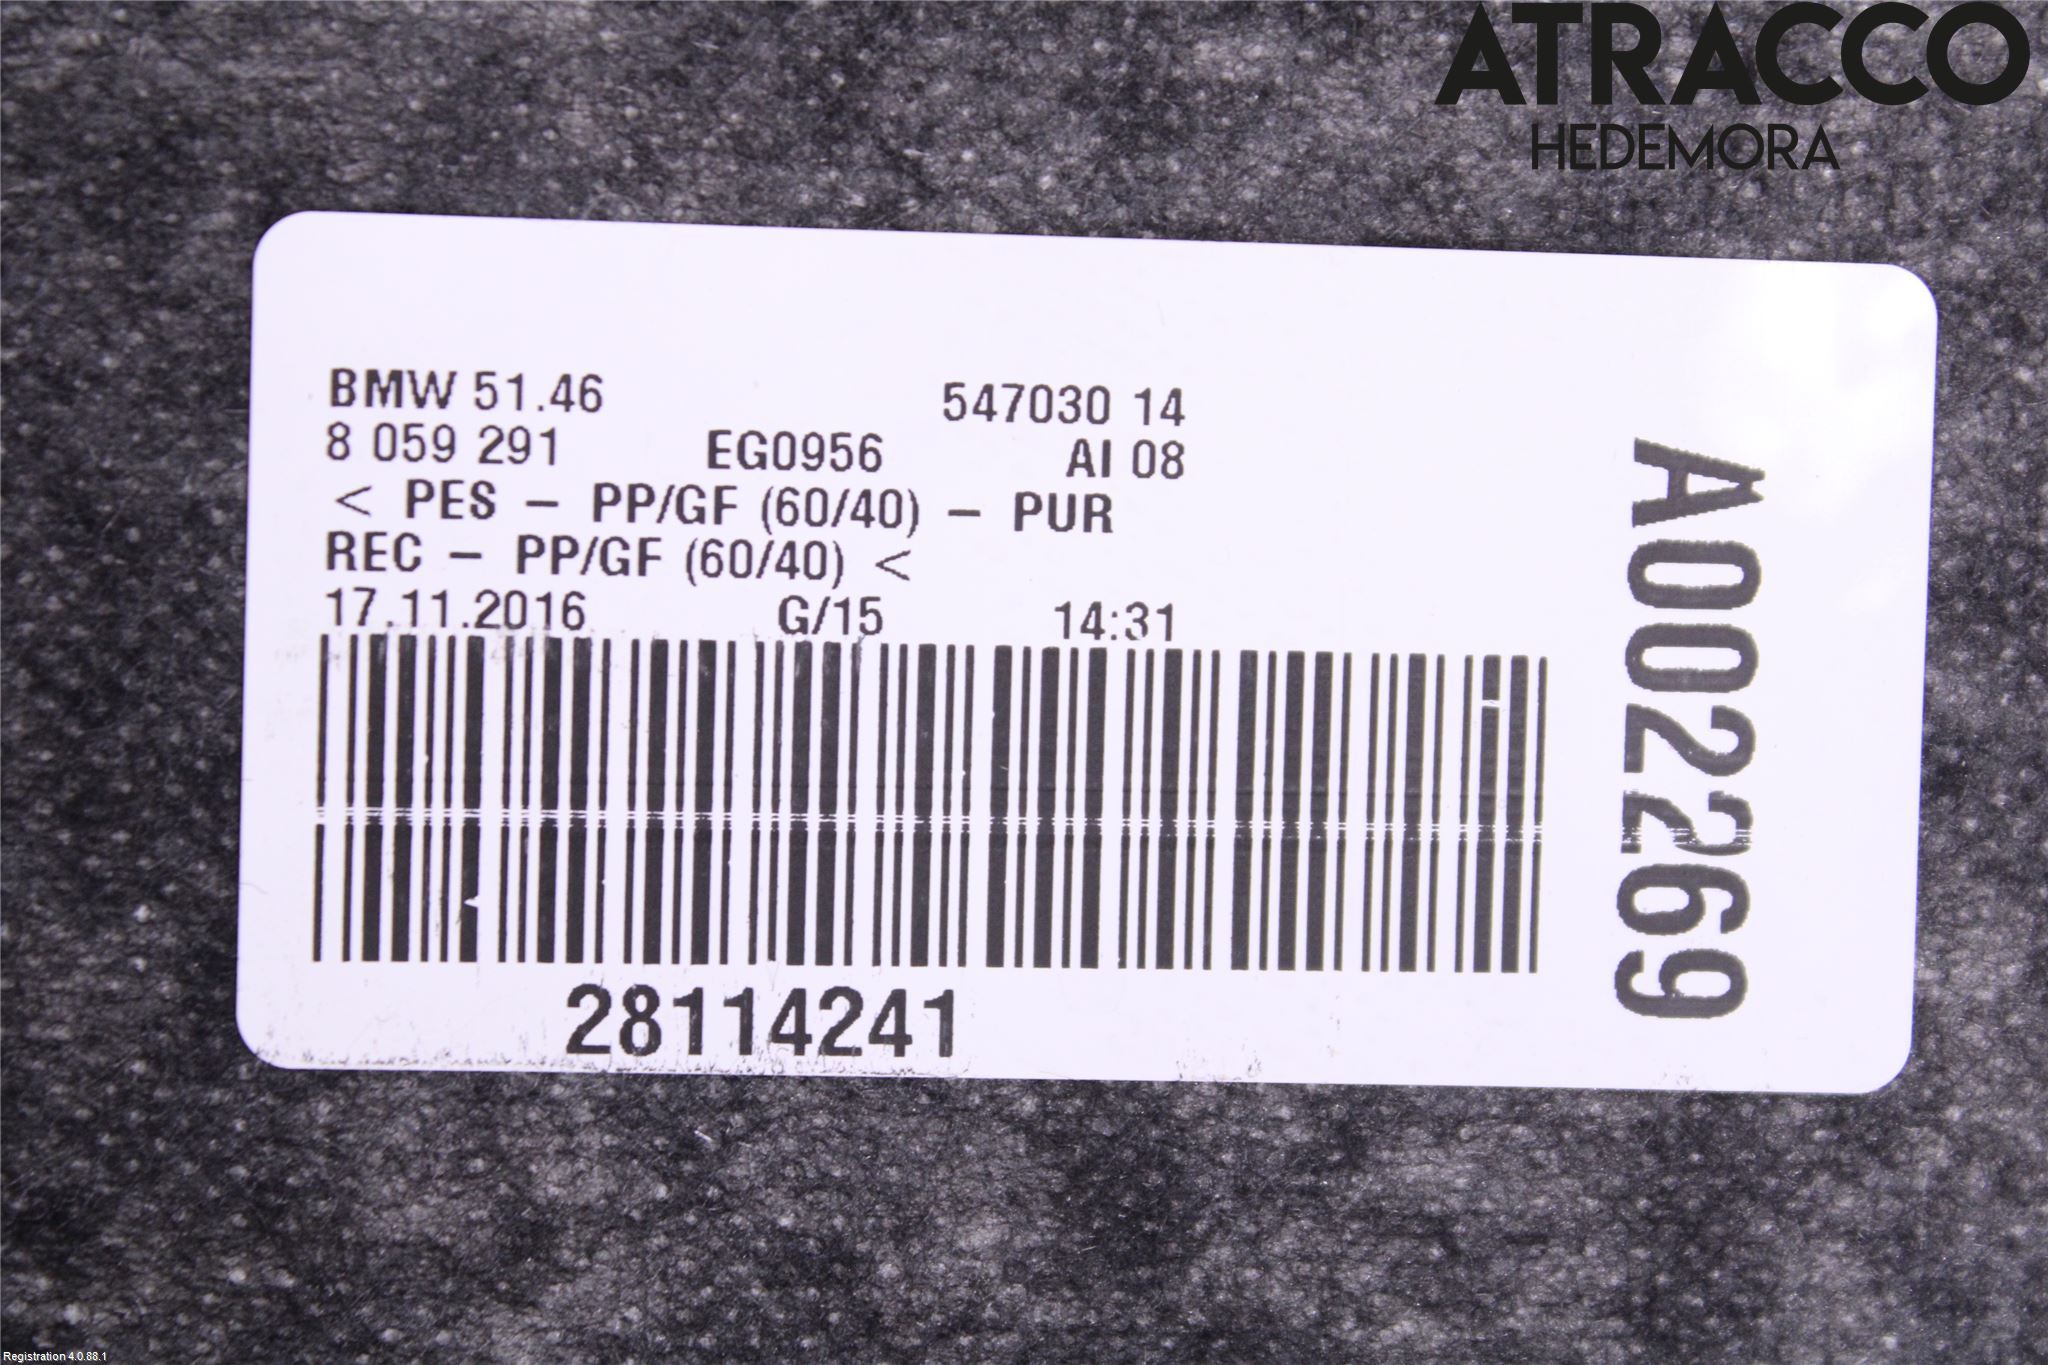 ATRACCO
HEDEMORA
BMW 51.46 547030 14
8 059 291 EG0956 AI 08
< PES - PP/GF (60/40) - PUR
REC - PP/GF (60/40) <
17.11.2016 G/15 14:31
28114241
A002269
Registration 4.0.88.1